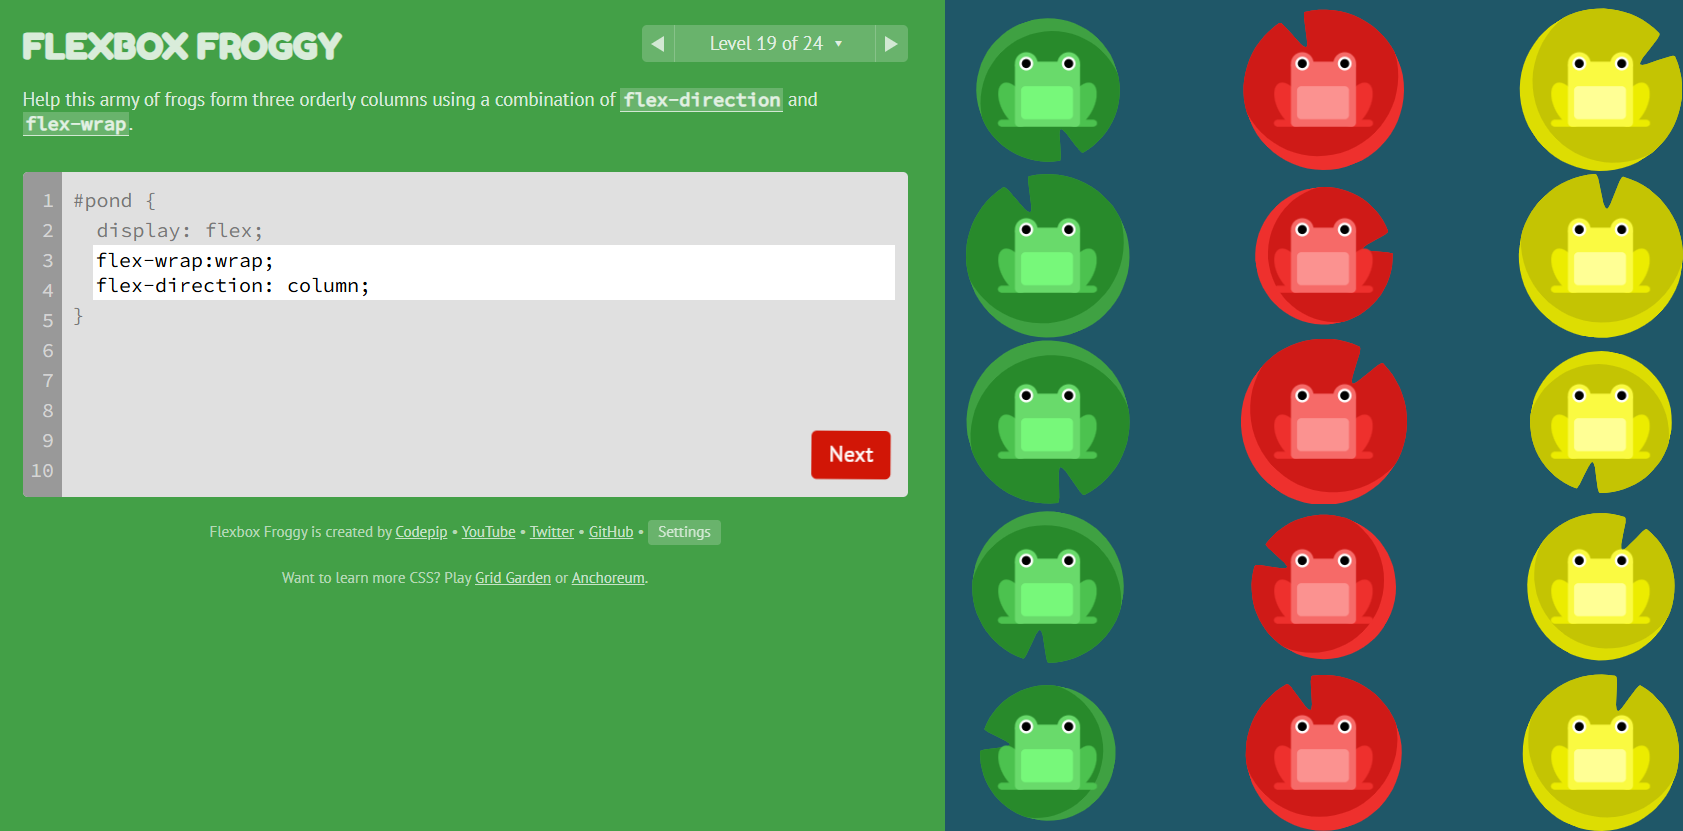 FLEXBOX FROGGY
◀ Level 19 of 24 ▾ ▶
Help this army of frogs form three orderly columns using a combination of flex-direction and
flex-wrap.
1 #pond {
2 display: flex;
3 flex-wrap:wrap;
4 flex-direction: column;
5 }
6
7
8
9
10
Next
Flexbox Froggy is created by Codepip • YouTube • Twitter • GitHub • Settings
Want to learn more CSS? Play Grid Garden or Anchoreum.